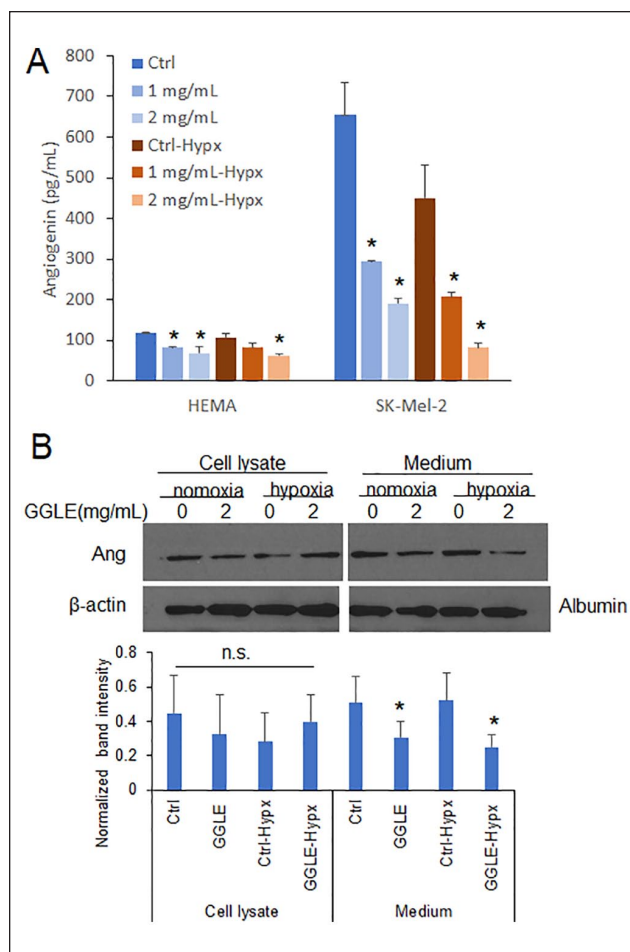 A
800
700
600
500
400
300
200
100
0
Angiogenin (pg/mL)
Ctrl
1 mg/mL
2 mg/mL
Ctrl-Hypx
1 mg/mL-Hypx
2 mg/mL-Hypx
* * *
* * * *
HEMA SK-Mel-2
B
Cell lysate Medium
nomoxia hypoxia nomoxia hypoxia
GGLE(mg/mL) 0 2 0 2 0 2 0 2
Ang
β-actin Albumin
Normalized band intensity
0.8
0.6
0.4
0.2
0
n.s.
* *
Ctrl
GGLE
Ctrl-Hypx
GGLE-Hypx
Ctrl
GGLE
Ctrl-Hypx
GGLE-Hypx
Cell lysate Medium